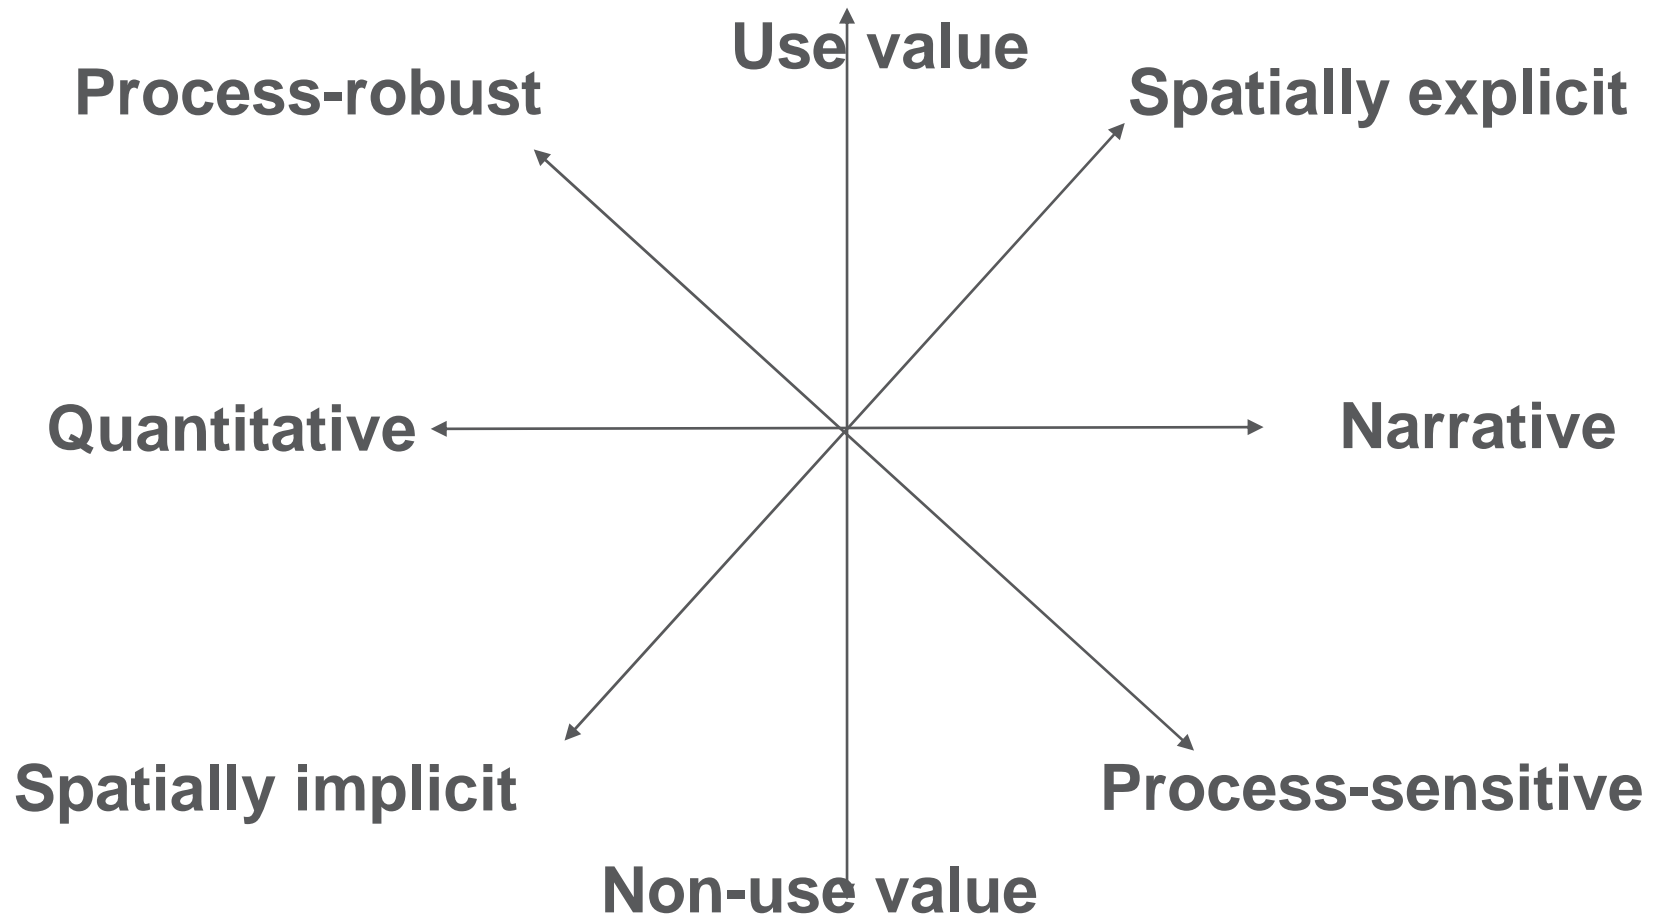 Use value
Process-robust
Spatially explicit
Quantitative
Narrative
Spatially implicit
Process-sensitive
Non-use value